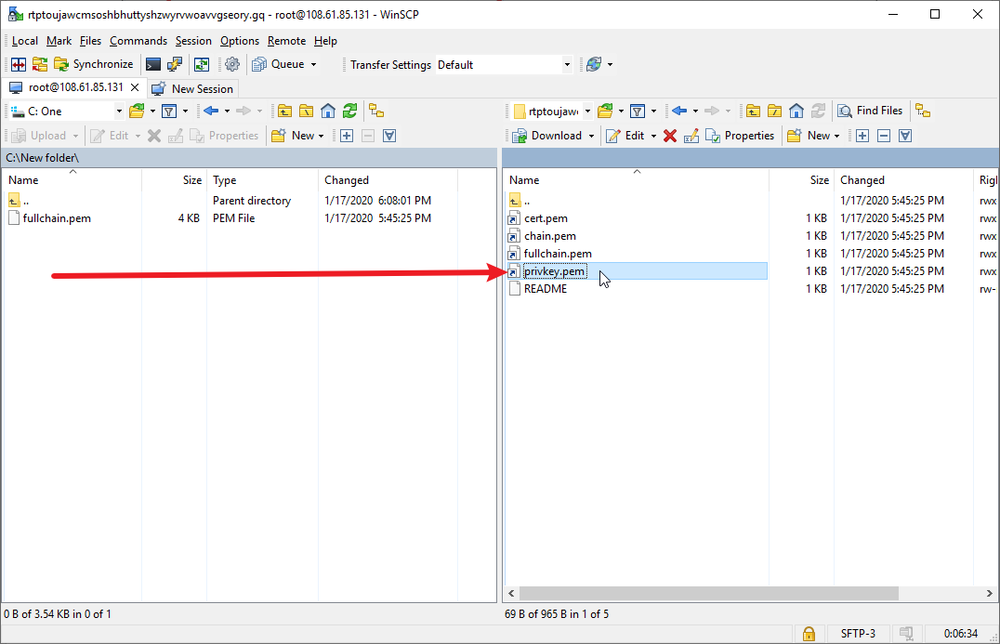 rtptoujawcmsoshbhuttyshzwyrvwoavvgseory.gq - root@108.61.85.131 - WinSCP
Local Mark Files Commands Session Options Remote Help
Synchronize Queue Transfer Settings Default
root@108.61.85.131 New Session
C: One rtptoujaw Find Files
Upload Edit Properties New Download Edit Properties New
C:\New folder\
Name Size Type Changed Name Size Changed Rigl
.. Parent directory 1/17/2020 6:08:01 PM .. 1/17/2020 5:45:25 PM rwx
fullchain.pem 4 KB PEM File 1/17/2020 5:45:25 PM cert.pem 1 KB 1/17/2020 5:45:25 PM rwx
chain.pem 1 KB 1/17/2020 5:45:25 PM rwx
fullchain.pem 1 KB 1/17/2020 5:45:25 PM rwx
privkey.pem 1 KB 1/17/2020 5:45:25 PM rwx
README 1 KB 1/17/2020 5:45:25 PM rw-
0 B of 3.54 KB in 0 of 1 69 B of 965 B in 1 of 5
SFTP-3 0:06:34